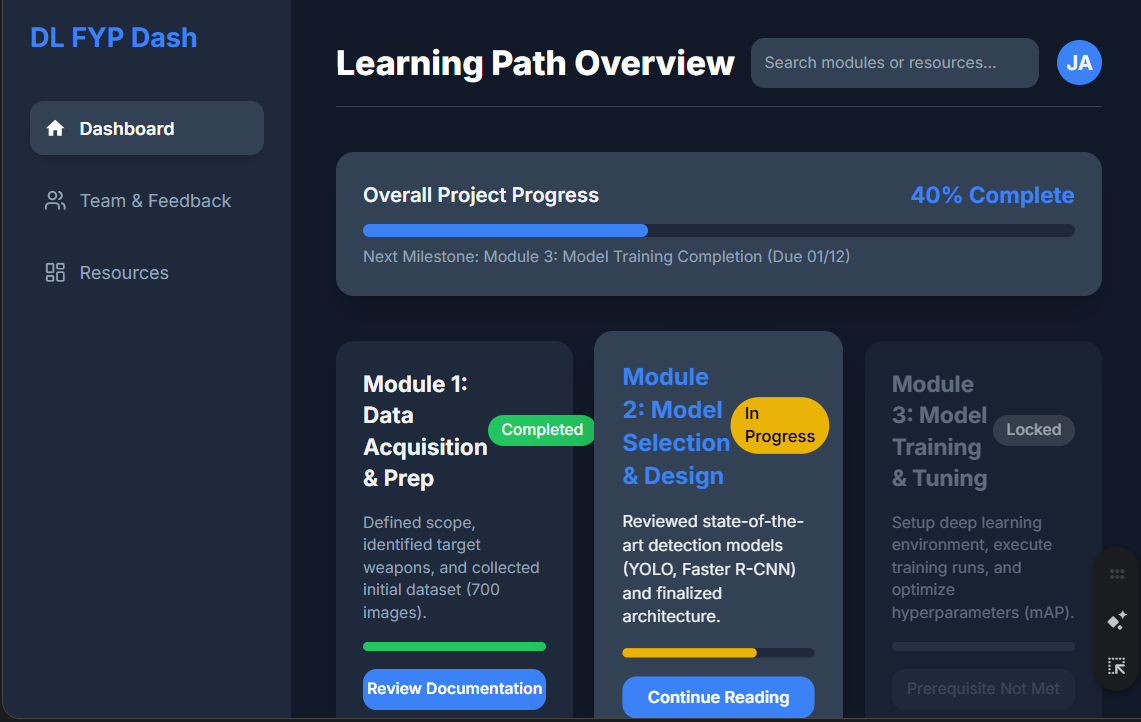 DL FYP Dash
Dashboard
Team & Feedback
Resources
Learning Path Overview
Search modules or resources...
JA
Overall Project Progress
40% Complete
Next Milestone: Module 3: Model Training Completion (Due 01/12)
Module 1:
Data
Acquisition
& Prep
Completed
Defined scope,
identified target
weapons, and collected
initial dataset (700
images).
Review Documentation
Module
2: Model
Selection
& Design
In
Progress
Reviewed state-of-the-
art detection models
(YOLO, Faster R-CNN)
and finalized
architecture.
Continue Reading
Module
3: Model
Training
& Tuning
Locked
Setup deep learning
environment, execute
training runs, and
optimize
hyperparameters (mAP).
Prerequisite Not Met